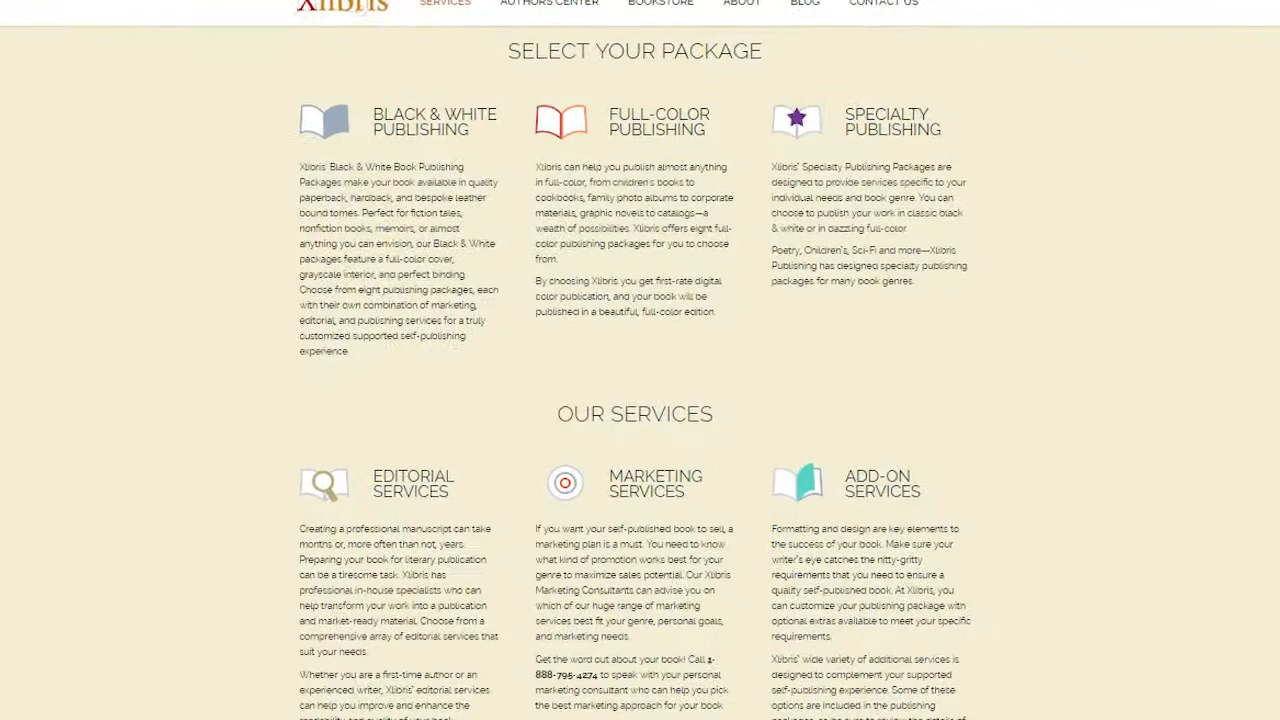 Xlibris
SERVICES
AUTHORS CENTER
BOOKSTORE
ABOUT
BLOG
CONTACT US
SELECT YOUR PACKAGE
BLACK & WHITE
PUBLISHING
Xlibris' Black & White Book Publishing
Packages make your book available in quality
paperback, hardback, and bespoke leather
bound tomes. Perfect for fiction tales,
nonfiction books, memoirs, or almost
anything you can envision, our Black & White
packages feature a full-color cover,
grayscale interior, and perfect binding.
Choose from eight publishing packages, each
with their own combination of marketing,
editorial, and publishing services for a truly
customized supported self-publishing
experience.
FULL-COLOR
PUBLISHING
Xlibris can help you publish almost anything
in full-color, from children's books to
cookbooks, family photo albums to corporate
materials, graphic novels to catalogs—a
wealth of possibilities. Xlibris offers eight full-
color publishing packages for you to choose
from.
By choosing Xlibris you get first-rate digital
color publication, and your book will be
published in a beautiful, full-color edition.
SPECIALTY
PUBLISHING
Xlibris' Specialty Publishing Packages are
designed to provide services specific to your
individual needs and book genre. You can
choose to publish your work in classic black
& white or in dazzling full-color.
Poetry, Children's, Sci-Fi and more—Xlibris
Publishing has designed specialty publishing
packages for many book genres.
OUR SERVICES
EDITORIAL
SERVICES
Creating a professional manuscript can take
months or, more often than not, years.
Preparing your book for literary publication
can be a tiresome task. Xlibris has
professional in-house specialists who can
help transform your work into a publication
and market-ready material. Choose from a
comprehensive array of editorial services that
suit your needs.
Whether you are a first-time author or an
experienced writer, Xlibris' editorial services
can help you improve and enhance the
readability and quality of your book.
MARKETING
SERVICES
If you want your self-published book to sell, a
marketing plan is a must. You need to know
what kind of promotion works best for your
genre to maximize sales potential. Our Xlibris
Marketing Consultants can advise you on
which of our huge range of marketing
services best fit your genre, personal goals,
and marketing needs.
Get the word out about your book! Call 1-
888-795-4274 to speak with your personal
marketing consultant who can help you pick
the best marketing approach for your book.
ADD-ON
SERVICES
Formatting and design are key elements to
the success of your book. Make sure your
writer's eye catches the nitty-gritty
requirements that you need to ensure a
quality self-published book. At Xlibris, you
can customize your publishing package with
optional extras available to meet your specific
requirements.
Xlibris' wide variety of additional services is
designed to complement your supported
self-publishing experience. Some of these
options are included in the publishing
packages, so be sure to review the details of